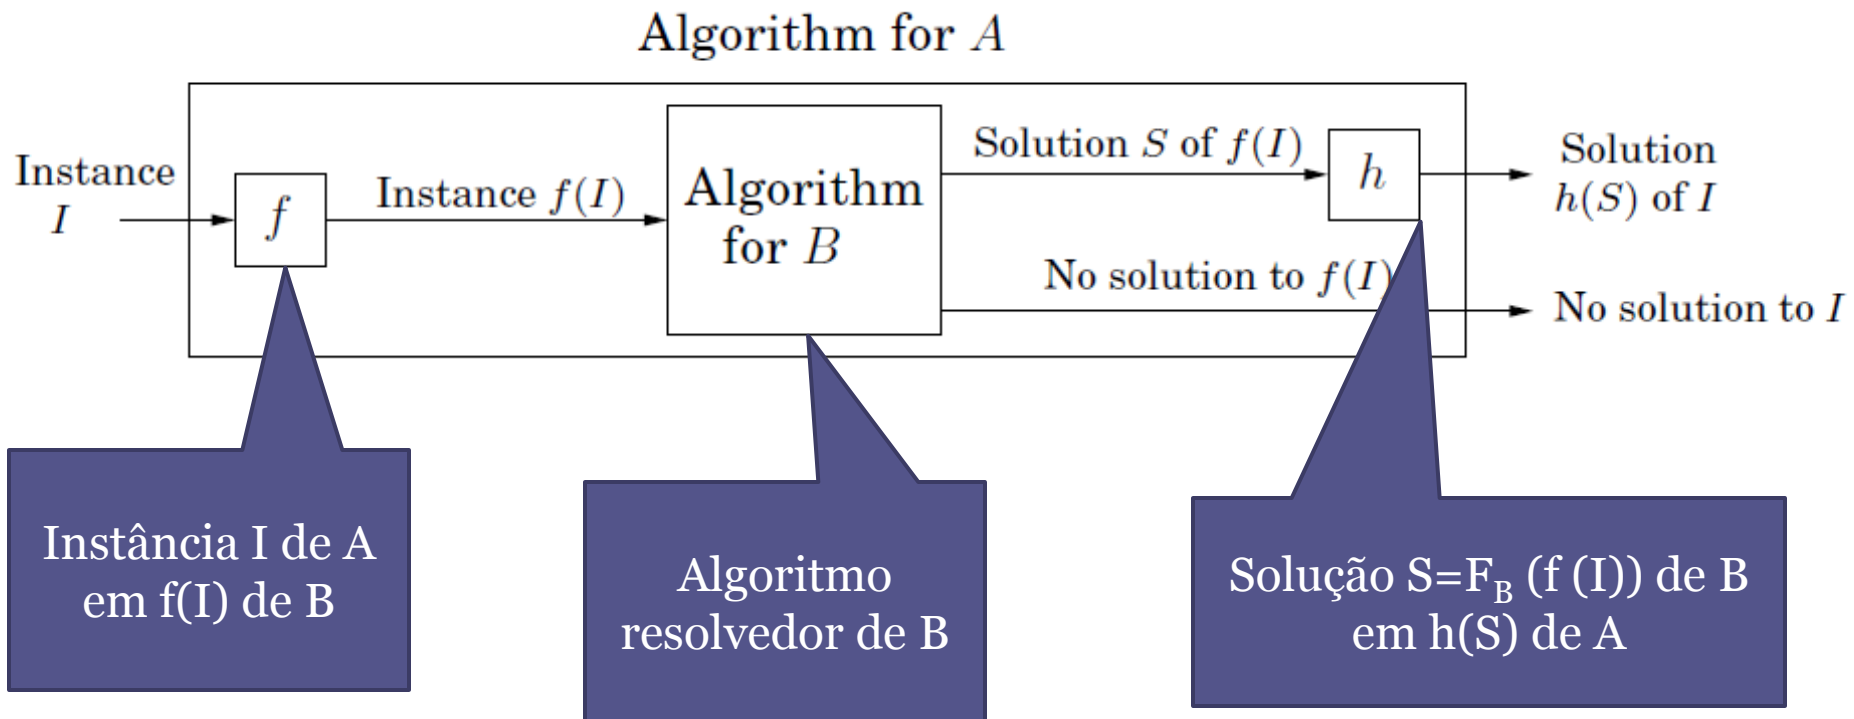 Algorithm for A
Instance
I
f
Instance f(I)
Algorithm
for B
Solution S of f(I)
h
Solution
h(S) of I
No solution to f(I)
No solution to I
Instância I de A
em f(I) de B
Algoritmo
resolvedor de B
Solução S=F_B (f (I)) de B
em h(S) de A